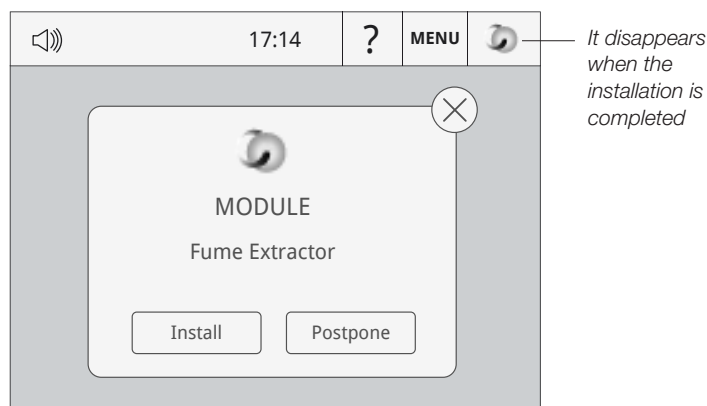 17:14 ? MENU
It disappears
when the
installation is
completed
MODULE
Fume Extractor
Install Postpone